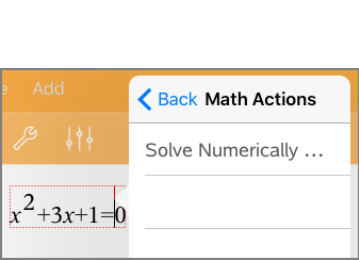 Add
Back Math Actions
Solve Numerically ...
x²+3x+1=0